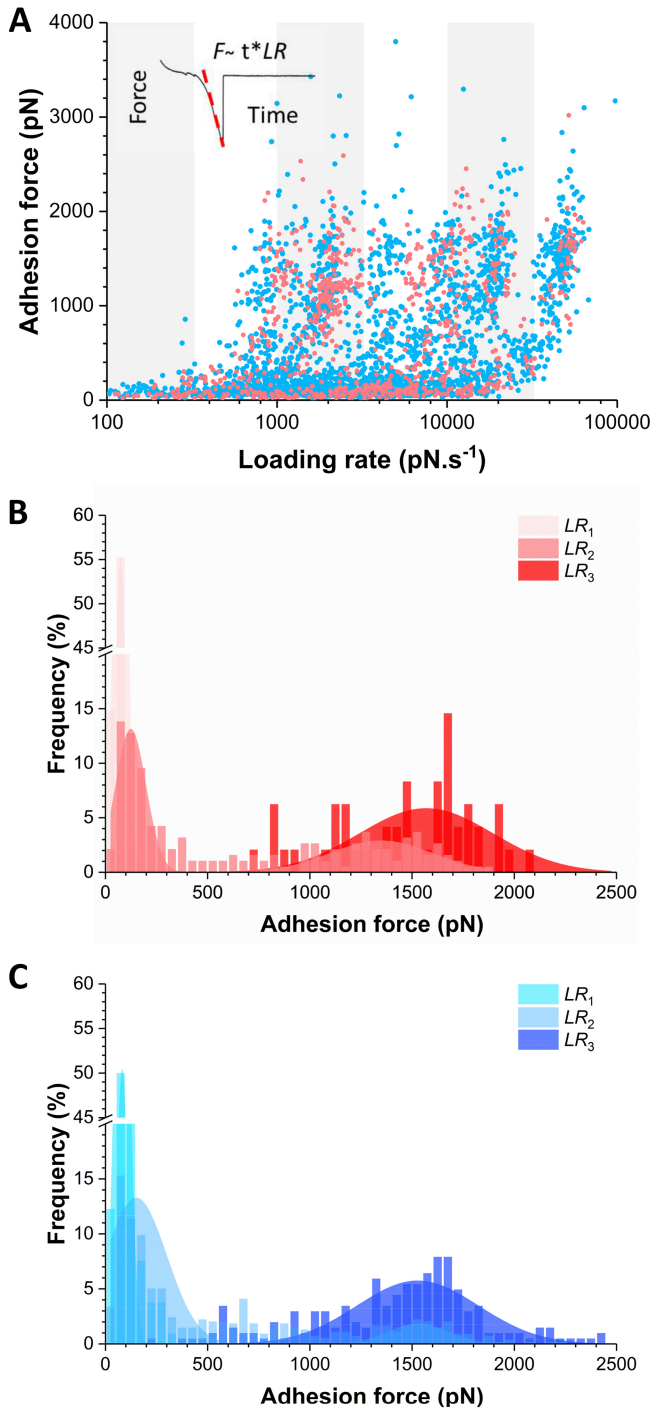 A
F~ t*LR
Force
Time
4000
3000
2000
1000
0
100
1000
10000
100000
Adhesion force (pN)
Loading rate (pN.s⁻¹)
B
60
55
50
45
15
10
5
0
LR₁
LR₂
LR₃
Frequency (%)
0
500
1000
1500
2000
2500
Adhesion force (pN)
C
60
55
50
45
15
10
5
0
LR₁
LR₂
LR₃
Frequency (%)
0
500
1000
1500
2000
2500
Adhesion force (pN)